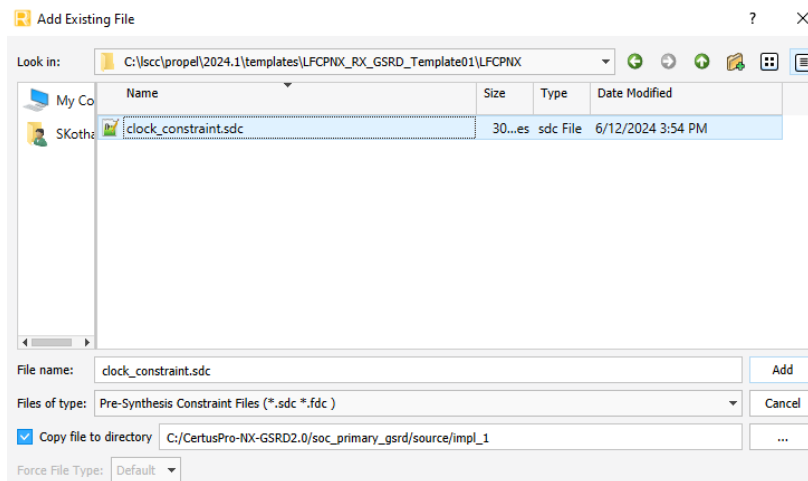 Add Existing File
Look in: C:\lscc\propel\2024.1\templates\LFCPNX_RX_GSRD_Template01\LFCPNX
My Co
SKotha
Name Size Type Date Modified
clock_constraint.sdc 30...es sdc File 6/12/2024 3:54 PM
File name: clock_constraint.sdc Add
Files of type: Pre-Synthesis Constraint Files (*.sdc *.fdc ) Cancel
Copy file to directory C:/CertusPro-NX-GSRD2.0/soc_primary_gsrd/source/impl_1 ...
Force File Type: Default